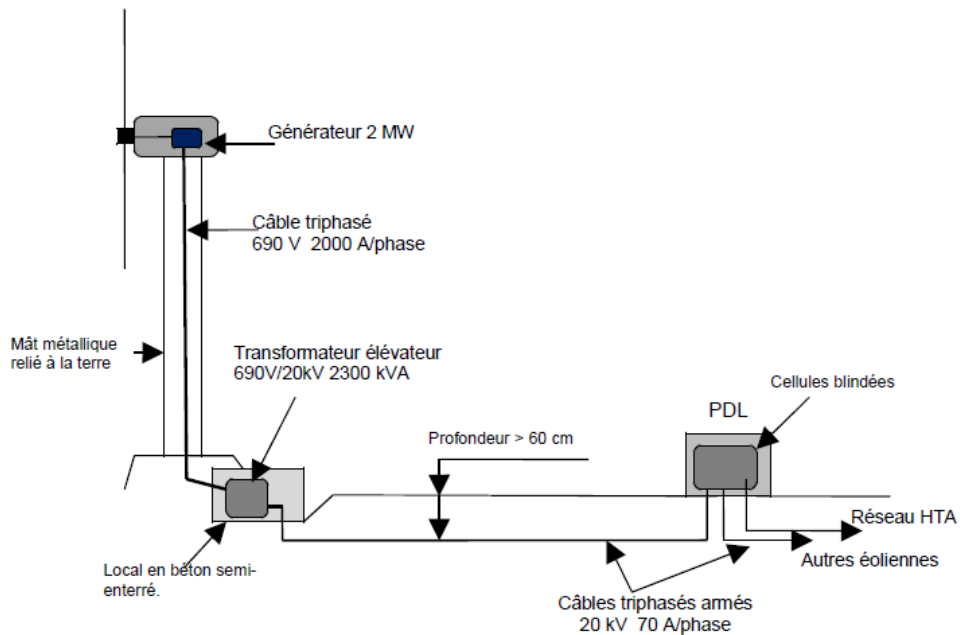 Générateur 2 MW
Câble triphasé
690 V  2000 A/phase
Mât métallique
relié à la terre
Transformateur élévateur
690V/20kV 2300 kVA
Cellules blindées
PDL
Profondeur > 60 cm
Réseau HTA
Autres éoliennes
Local en béton semi-
enterré.
Câbles triphasés armés
20 kV  70 A/phase